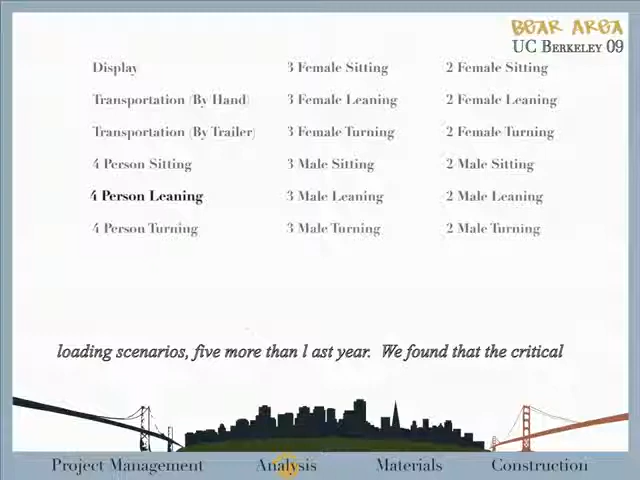 BEAR AREA
UC BERKELEY 09
Display 3 Female Sitting 2 Female Sitting
Transportation (By Hand) 3 Female Leaning 2 Female Leaning
Transportation (By Trailer) 3 Female Turning 2 Female Turning
4 Person Sitting 3 Male Sitting 2 Male Sitting
4 Person Leaning 3 Male Leaning 2 Male Leaning
4 Person Turning 3 Male Turning 2 Male Turning
loading scenarios, five more than l ast year. We found that the critical
Project Management Analysis Materials Construction